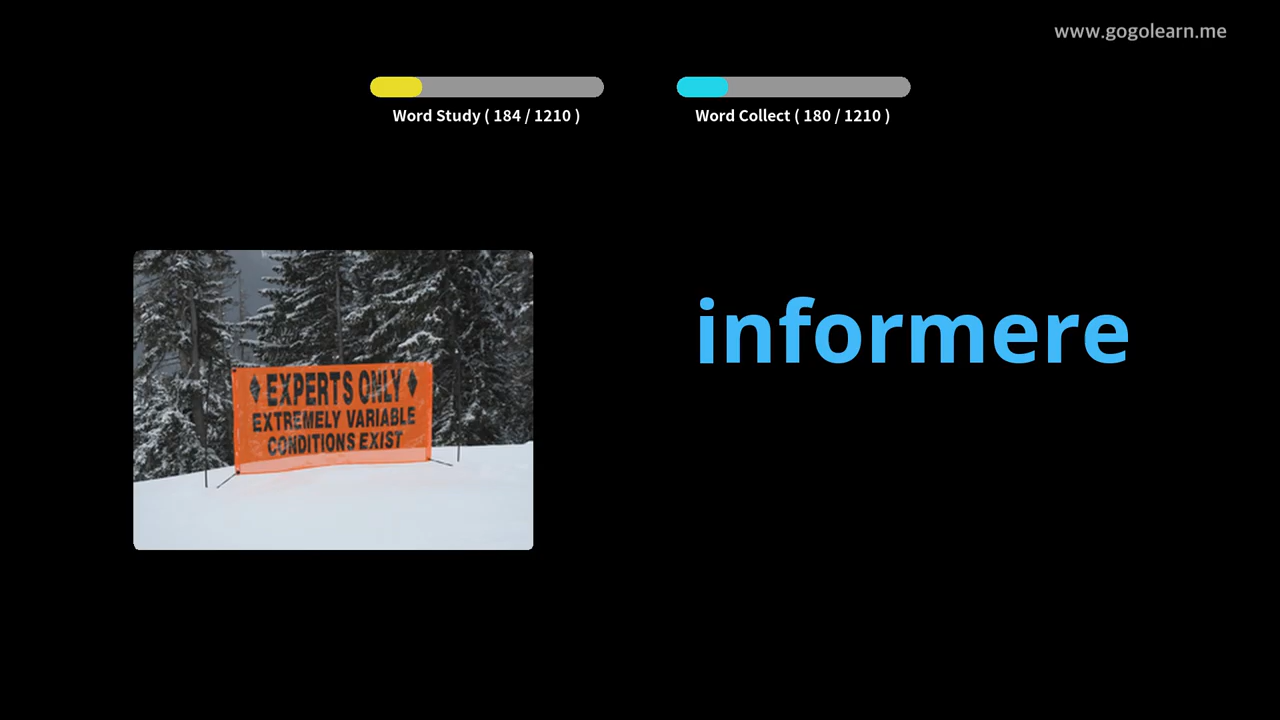 www.gogolearn.me
Word Study ( 184 / 1210 )
Word Collect ( 180 / 1210 )
informere
EXPERTS ONLY
EXTREMELY VARIABLE
CONDITIONS EXIST